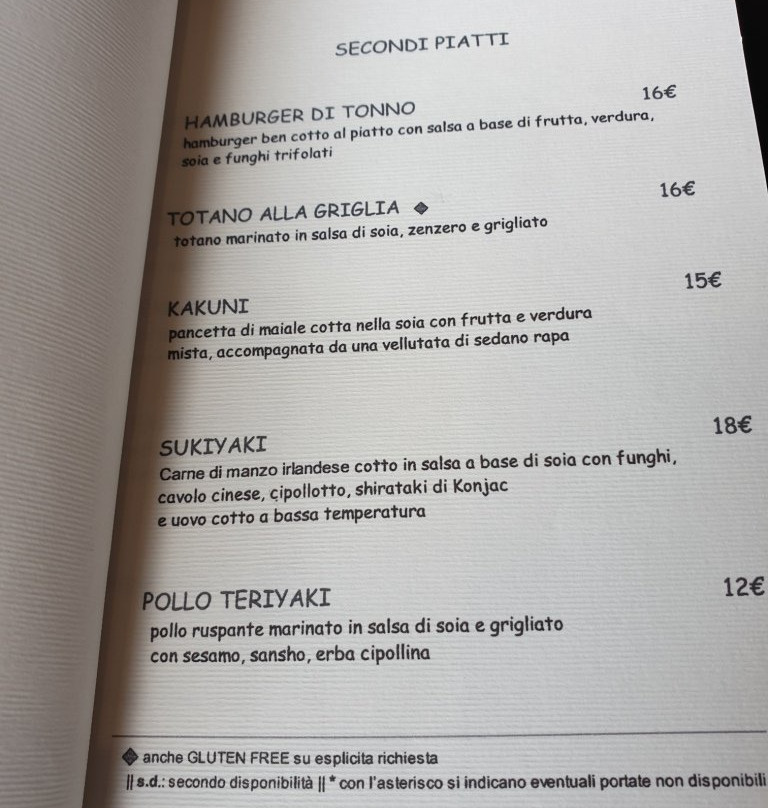 SECONDI PIATTI
HAMBURGER DI TONNO 16€
hamburger ben cotto al piatto con salsa a base di frutta, verdura,
soia e funghi trifolati
TOTANO ALLA GRIGLIA ◆ 16€
totano marinato in salsa di soia, zenzero e grigliato
KAKUNI 15€
pancetta di maiale cotta nella soia con frutta e verdura
mista, accompagnata da una vellutata di sedano rapa
SUKIYAKI 18€
Carne di manzo irlandese cotto in salsa a base di soia con funghi,
cavolo cinese, cipollotto, shirataki di Konjac
e uovo cotto a bassa temperatura
POLLO TERIYAKI 12€
pollo ruspante marinato in salsa di soia e grigliato
con sesamo, sansho, erba cipollina
◆ anche GLUTEN FREE su esplicita richiesta
|| s.d.: secondo disponibilità || * con l'asterisco si indicano eventuali portate non disponibili